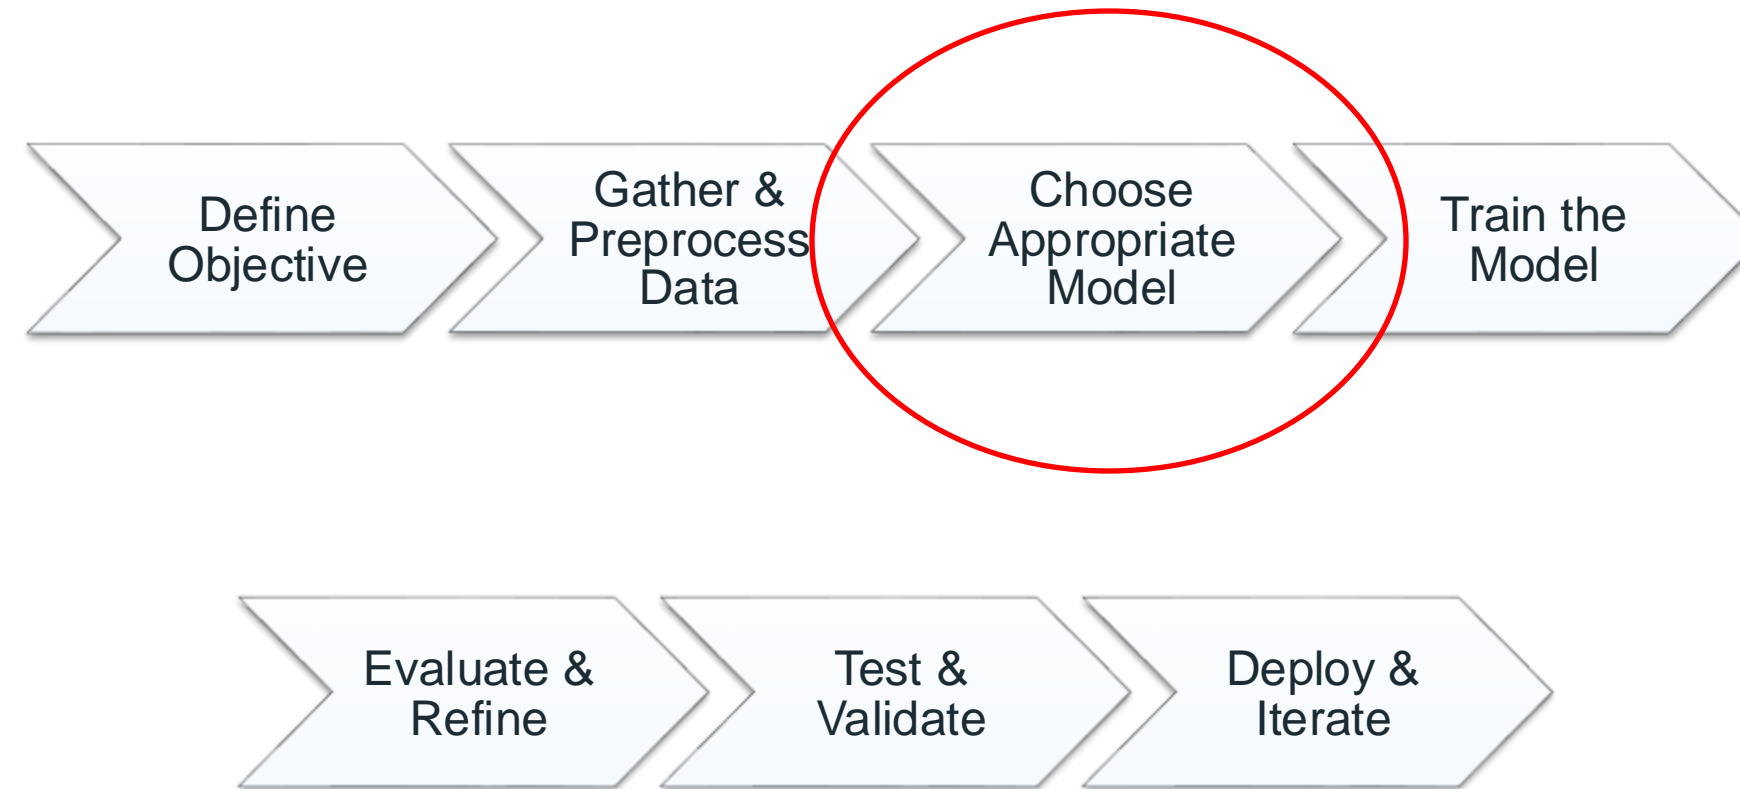 Define
Objective
Gather &
Preprocess
Data
Choose
Appropriate
Model
Train the
Model
Evaluate &
Refine
Test &
Validate
Deploy &
Iterate